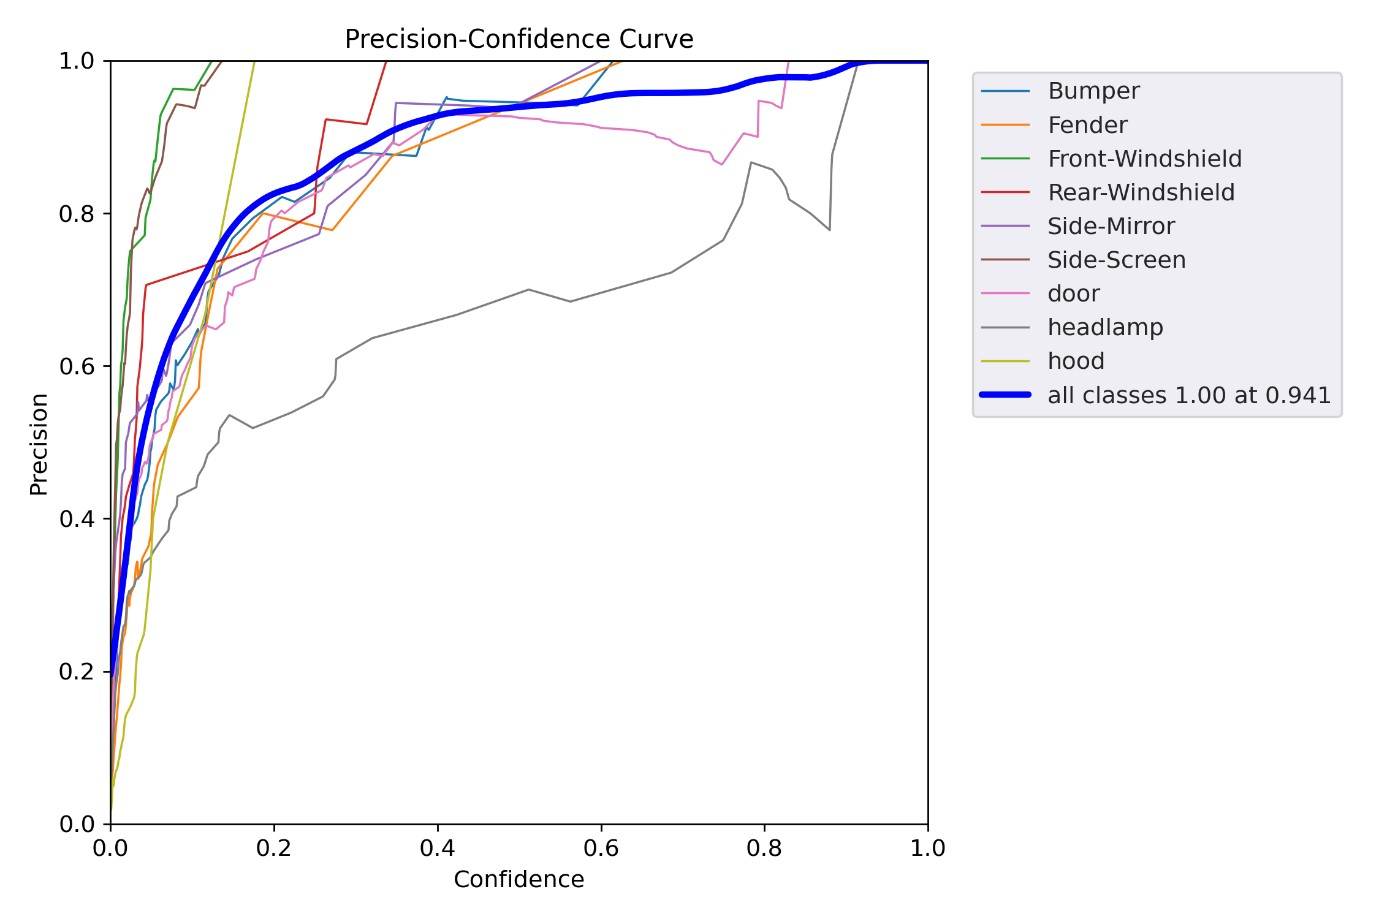 Precision-Confidence Curve
1.0
0.8
0.6
0.4
0.2
0.0
Precision
0.0 0.2 0.4 0.6 0.8 1.0
Confidence
Bumper
Fender
Front-Windshield
Rear-Windshield
Side-Mirror
Side-Screen
door
headlamp
hood
all classes 1.00 at 0.941